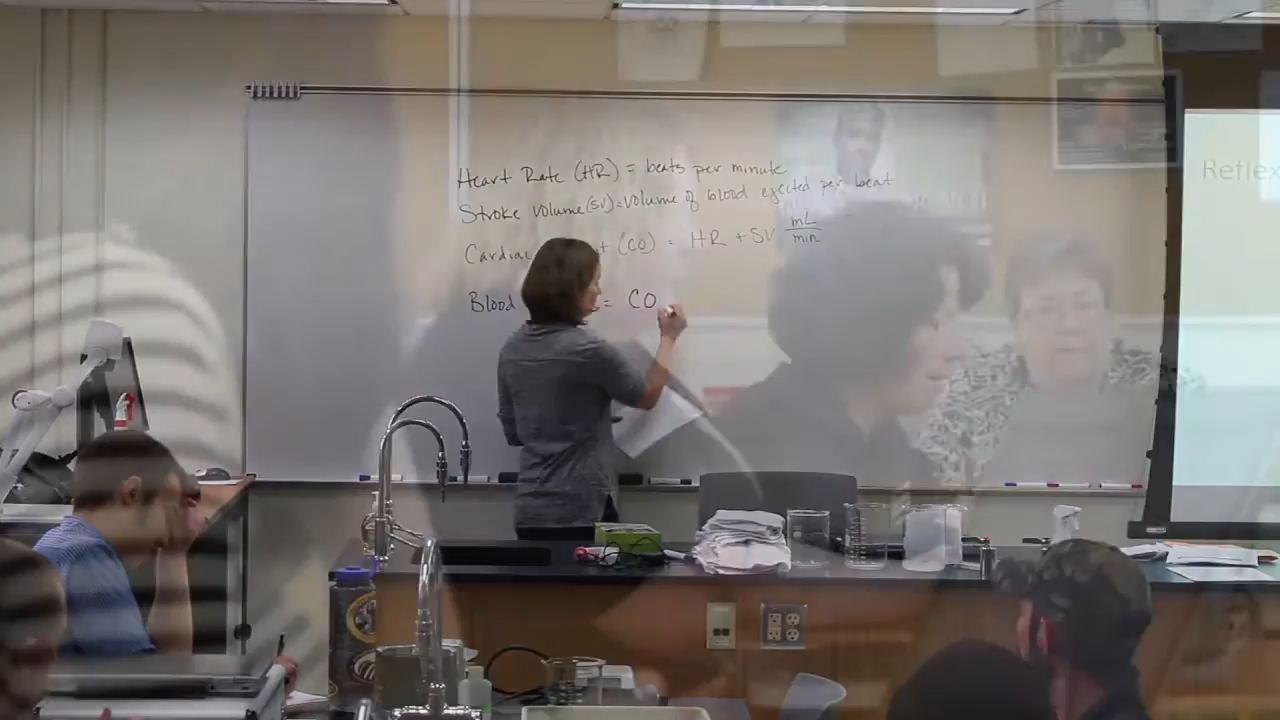 Heart Rate (HR) = beats per minute
Stroke volume (SV) = volume of blood ejected per beat
Cardiac (CO) = HR + SV mL/min
Blood = CO
Reflex